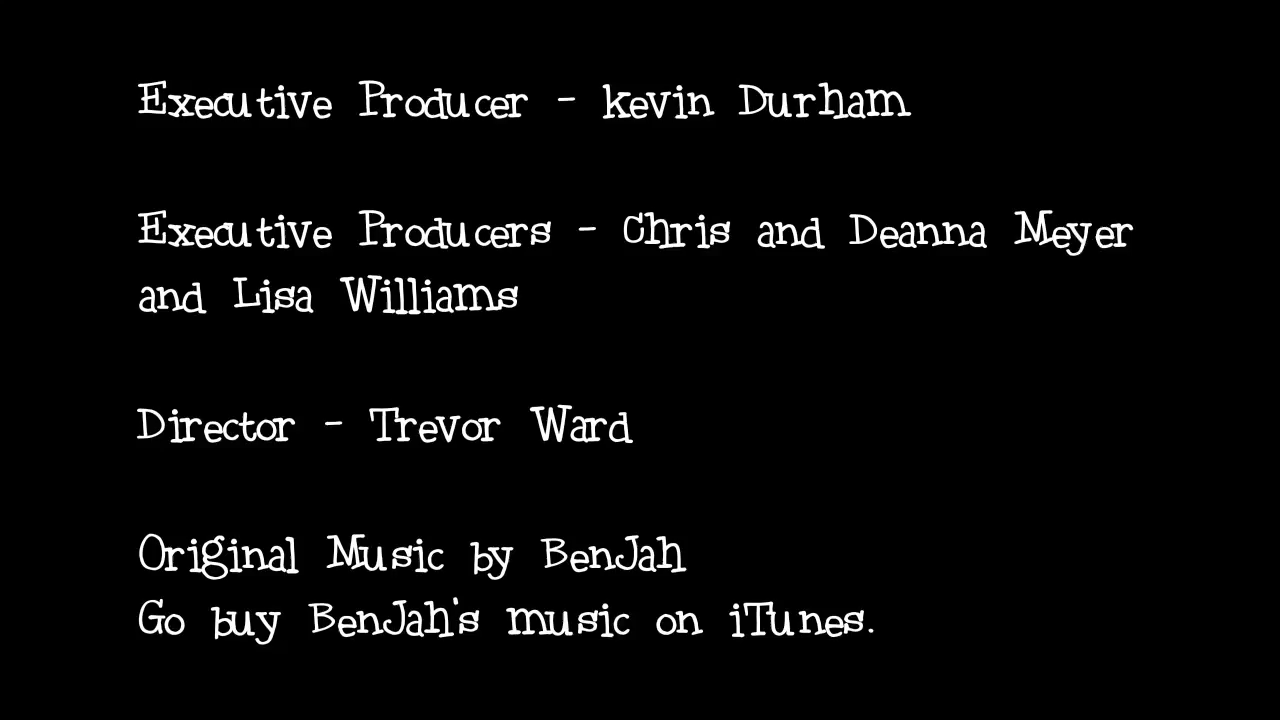 Executive Producer - kevin Durham
Executive Producers - Chris and Deanna Meyer
and Lisa Williams
Director - Trevor Ward
Original Music by BenJah
Go buy BenJah's music on iTunes.